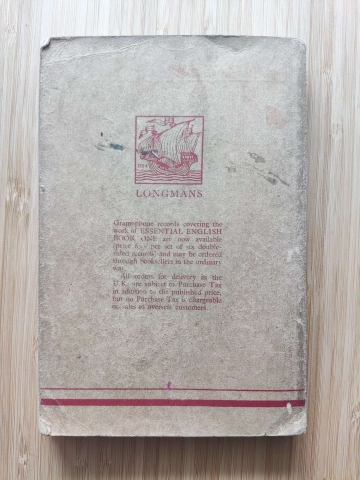 LONGMANS
Gramophone records covering the
work of ESSENTIAL ENGLISH
BOOK ONE are now available
(price per set of six double-
sided records) and may be ordered
through booksellers in the ordinary
way.
All records for delivery in the
U.K. are subject to Purchase Tax
in addition to the published price,
but no Purchase Tax is chargeable
on sales to overseas customers.